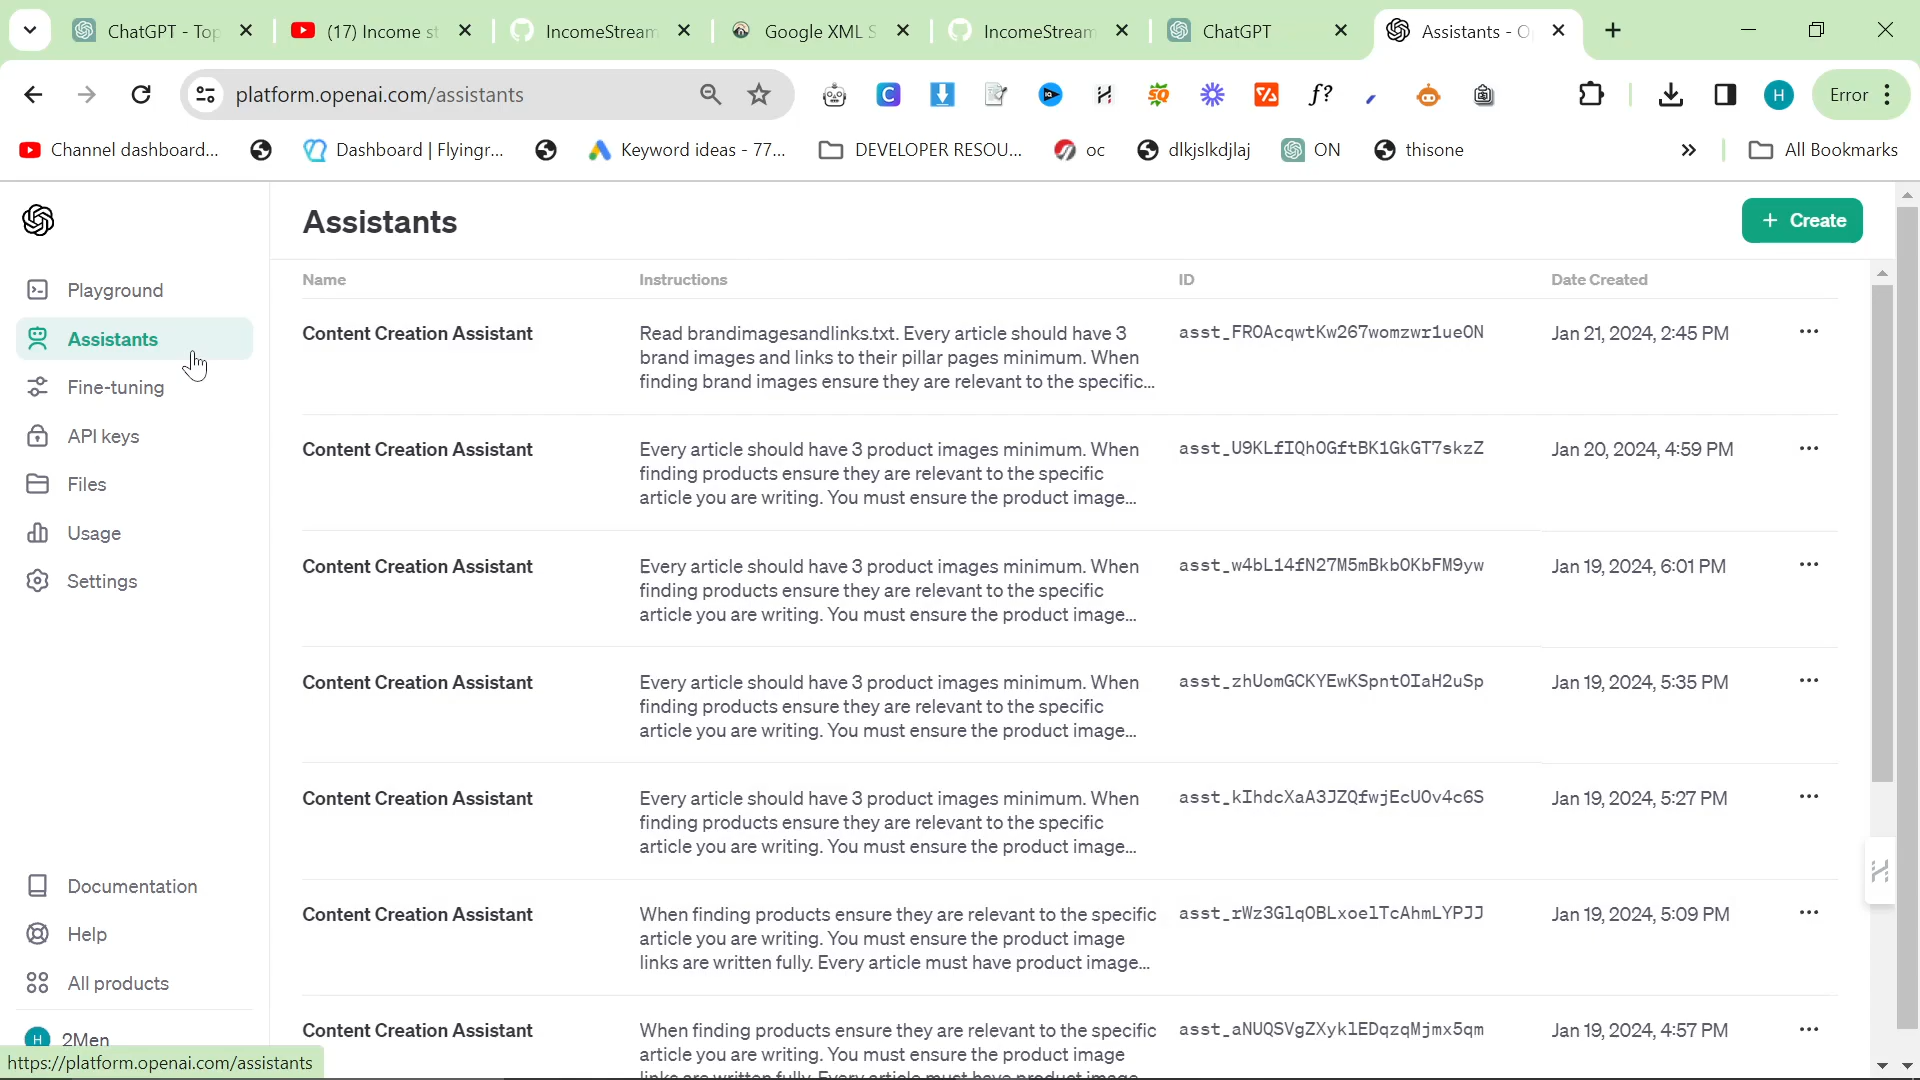 ChatGPT - Top
(17) Income st
IncomeStream
Google XML S
IncomeStream
ChatGPT
Assistants - O
platform.openai.com/assistants
Error
Channel dashboard...
Dashboard | Flyingr...
Keyword ideas - 77...
DEVELOPER RESOU...
oc
dlkjslkdjlaj
ON
thisone
All Bookmarks
Playground
Assistants
Fine-tuning
API keys
Files
Usage
Settings
Documentation
Help
All products
2Men
https://platform.openai.com/assistants
Assistants
+ Create
Name Instructions ID Date Created
Content Creation Assistant
Read brandimagesandlinks.txt. Every article should have 3
brand images and links to their pillar pages minimum. When
finding brand images ensure they are relevant to the specific...
asst_FROAcqwtKw267womzwr1ueON
Jan 21, 2024, 2:45 PM
Content Creation Assistant
Every article should have 3 product images minimum. When
finding products ensure they are relevant to the specific
article you are writing. You must ensure the product image...
asst_U9KLfIQhOGftBK1GkGT7skzZ
Jan 20, 2024, 4:59 PM
Content Creation Assistant
Every article should have 3 product images minimum. When
finding products ensure they are relevant to the specific
article you are writing. You must ensure the product image...
asst_w4bL14fN27M5mBkbOKbFM9yw
Jan 19, 2024, 6:01 PM
Content Creation Assistant
Every article should have 3 product images minimum. When
finding products ensure they are relevant to the specific
article you are writing. You must ensure the product image...
asst_zhUomGCKYEwKSpntOIaH2uSp
Jan 19, 2024, 5:35 PM
Content Creation Assistant
Every article should have 3 product images minimum. When
finding products ensure they are relevant to the specific
article you are writing. You must ensure the product image...
asst_kIhdcXaA3JZQfwjEcUOv4c6S
Jan 19, 2024, 5:27 PM
Content Creation Assistant
When finding products ensure they are relevant to the specific
article you are writing. You must ensure the product image
links are written fully. Every article must have product image...
asst_rWz3GlqOBLxoelTcAhmLYPJJ
Jan 19, 2024, 5:09 PM
Content Creation Assistant
When finding products ensure they are relevant to the specific
article you are writing. You must ensure the product image
links are written fully. Every article must have product image
asst_aNUQSVgZXyklEDqzqMjmx5qm
Jan 19, 2024, 4:57 PM